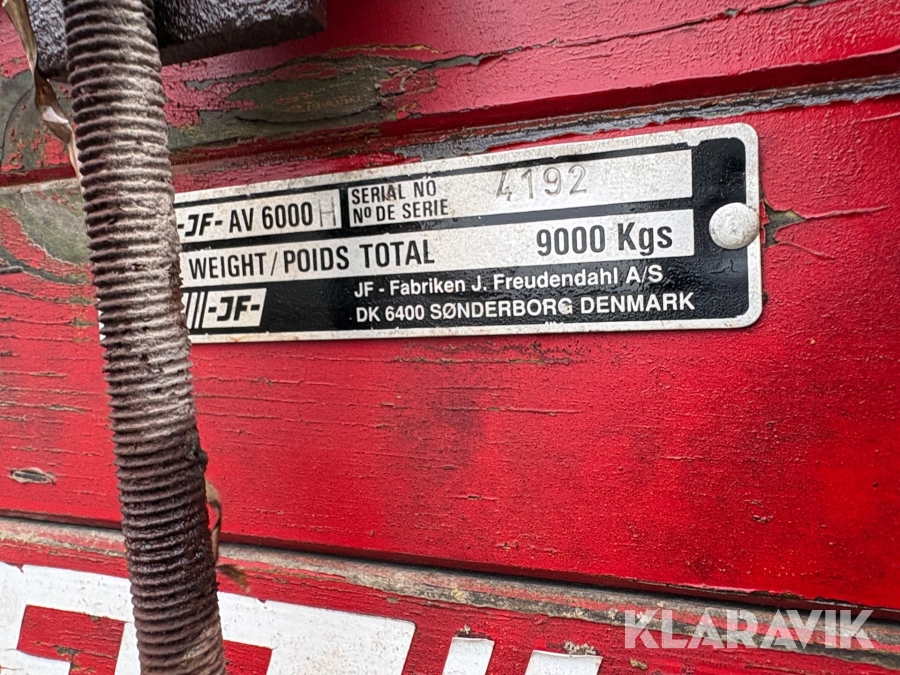 -JF- AV 6000H
SERIAL NO 4192
Nº DE SERIE
WEIGHT/POIDS TOTAL 9000 Kgs
-JF-
JF - Fabriken J. Freudendahl A/S
DK 6400 SØNDERBORG DENMARK
KLARAVIK